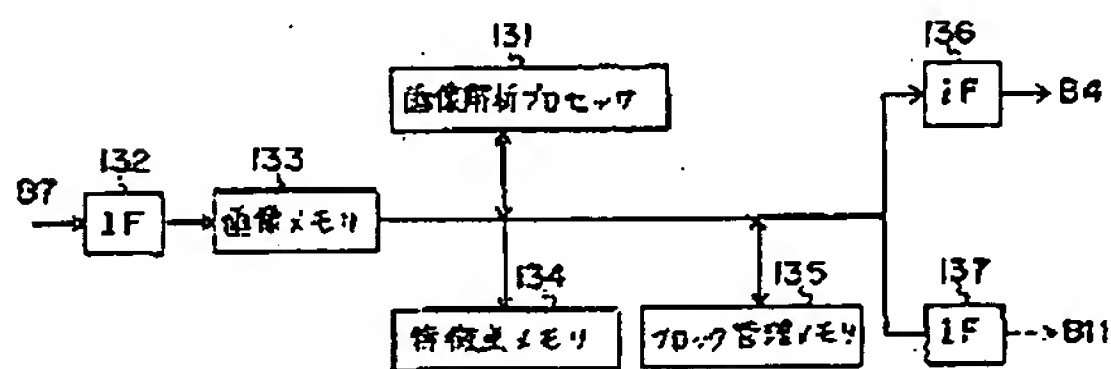 131
画像解析プロセッサ
136
iF
B4
132
133
B7
IF
画像メモリ
134
135
137
特徴点メモリ
ブロック管理メモリ
IF
B11